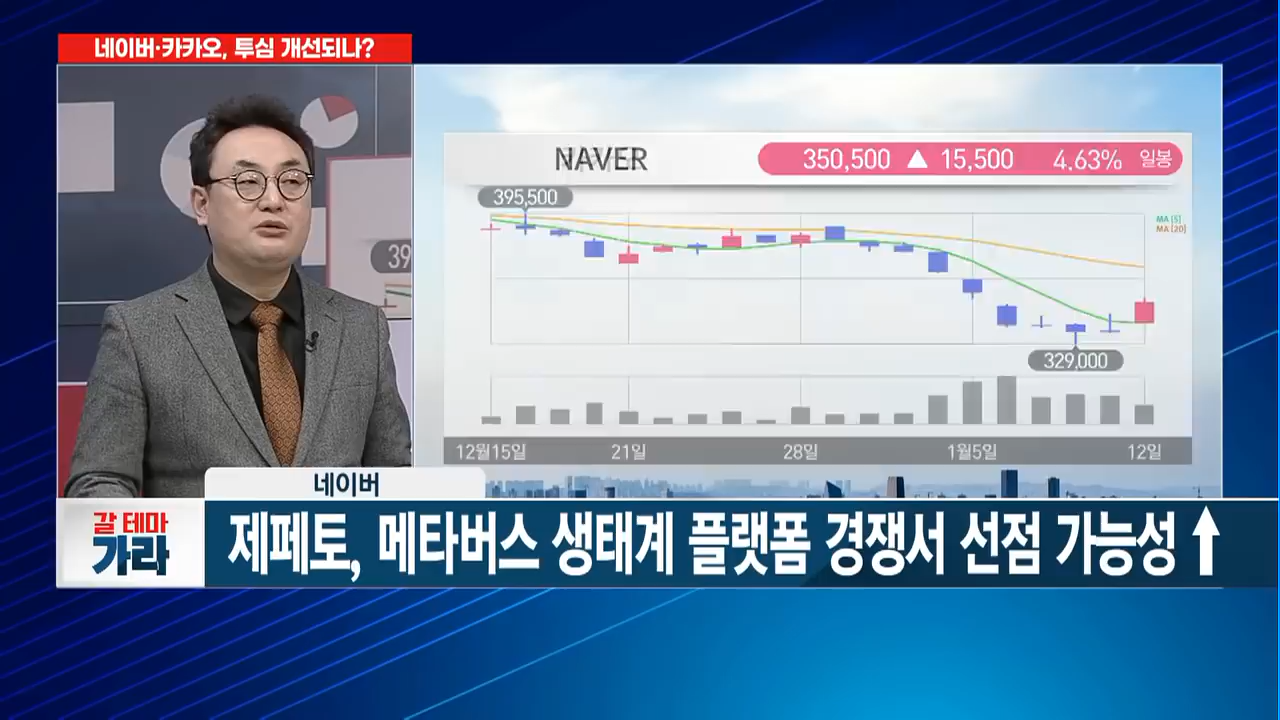 네이버·카카오, 투심 개선되나?
NAVER
350,500 ▲ 15,500 4.63% 일봉
395,500
MA [5]
MA [20]
39
329,000
12월15일 21일 28일 1월5일 12일
네이버
갈 테마
가라
제페토, 메타버스 생태계 플랫폼 경쟁서 선점 가능성↑